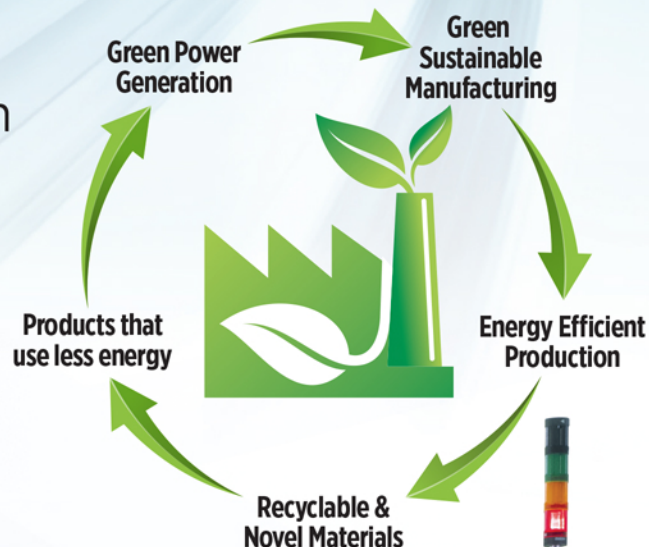 Green Power
Generation
Green
Sustainable
Manufacturing
Energy Efficient
Production
Recyclable &
Novel Materials
Products that
use less energy